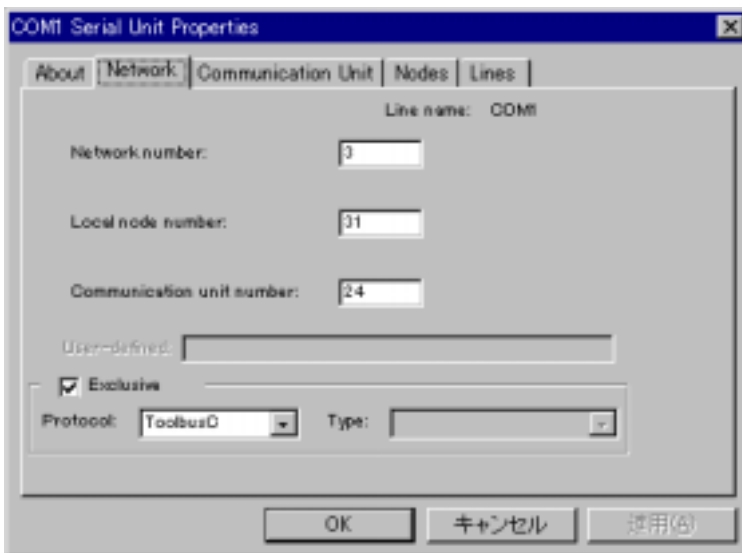 COM1 Serial Unit Properties
About Network Communication Unit Nodes Lines
Line name: COM1
Network number: 3
Local node number: 31
Communication unit number: 24
User-defined:
Exclusive
Protocol: ToolbusC Type:
OK キャンセル 適用(A)